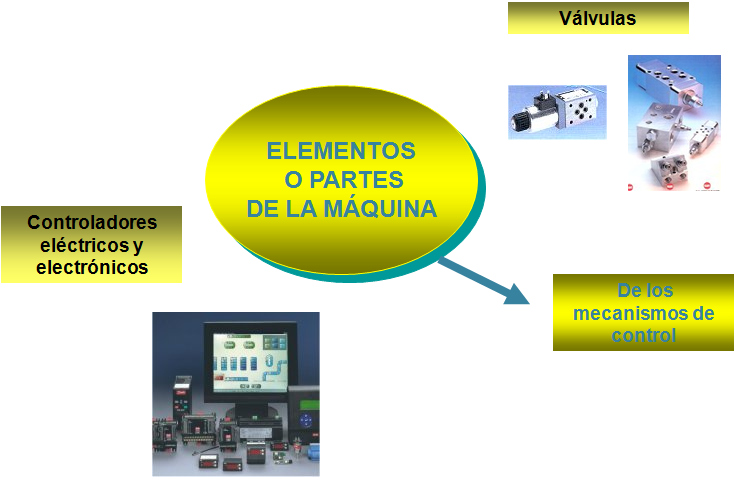 Válvulas
ELEMENTOS
O PARTES
DE LA MÁQUINA
Controladores
eléctricos y
electrónicos
De los
mecanismos de
control